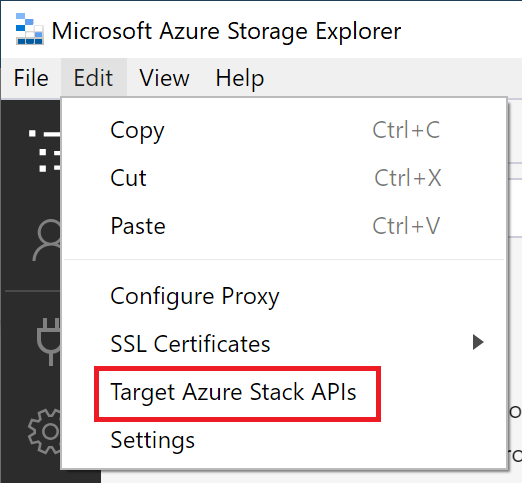 Microsoft Azure Storage Explorer
File Edit View Help
Copy Ctrl+C
Cut Ctrl+X
Paste Ctrl+V
Configure Proxy
SSL Certificates
Target Azure Stack APIs
Settings